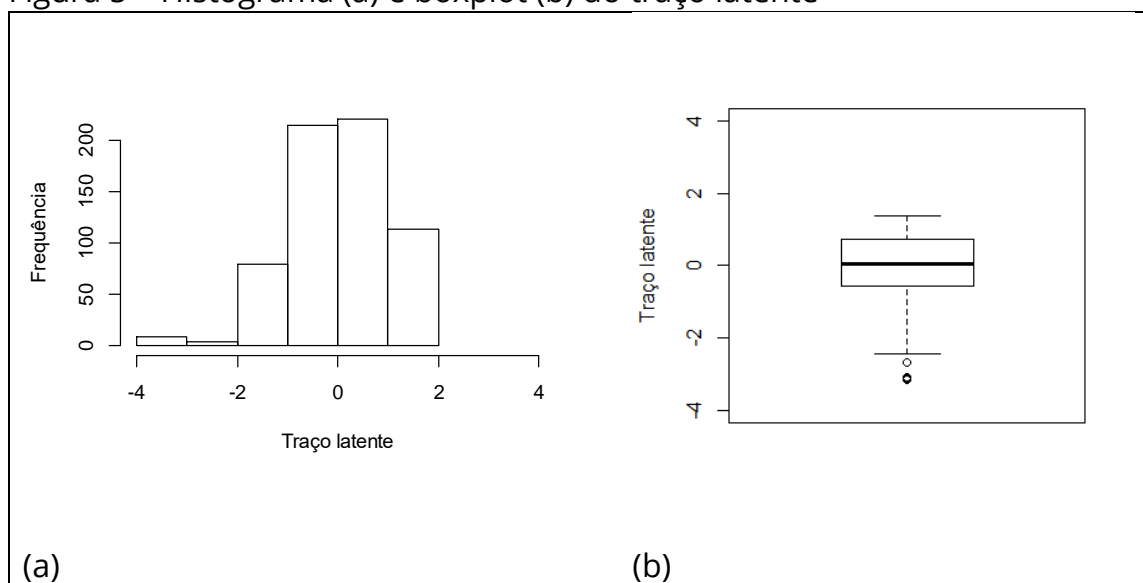 Figura 3 – Histograma (a) e boxplot (b) do traço latente
Frequência
200
150
100
50
0
-4
-2
0
2
4
Traço latente
(a)
Traço latente
4
2
0
-2
-4
(b)